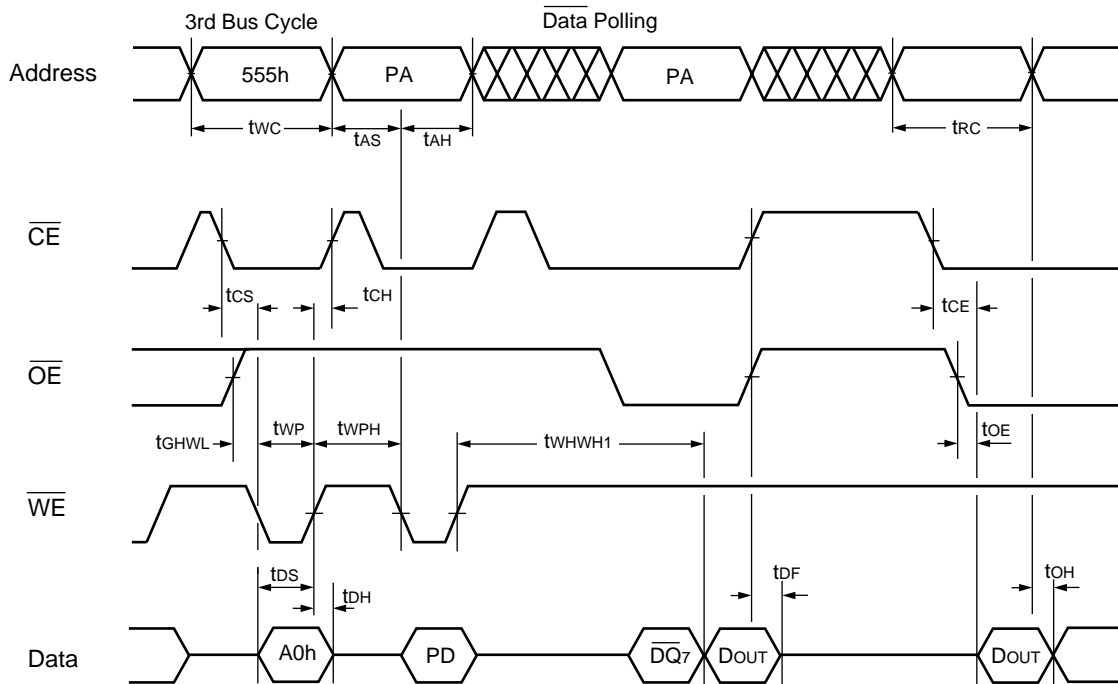 3rd Bus Cycle Data Polling
Address 555h PA PA
tWC tAS tAH tRC
CE
tCS tCH tCE
OE
tGHWL tWP tWPH tWHWH1 tOE
WE
tDS tDH tDF tOH
Data A0h PD DQ7 DOUT DOUT